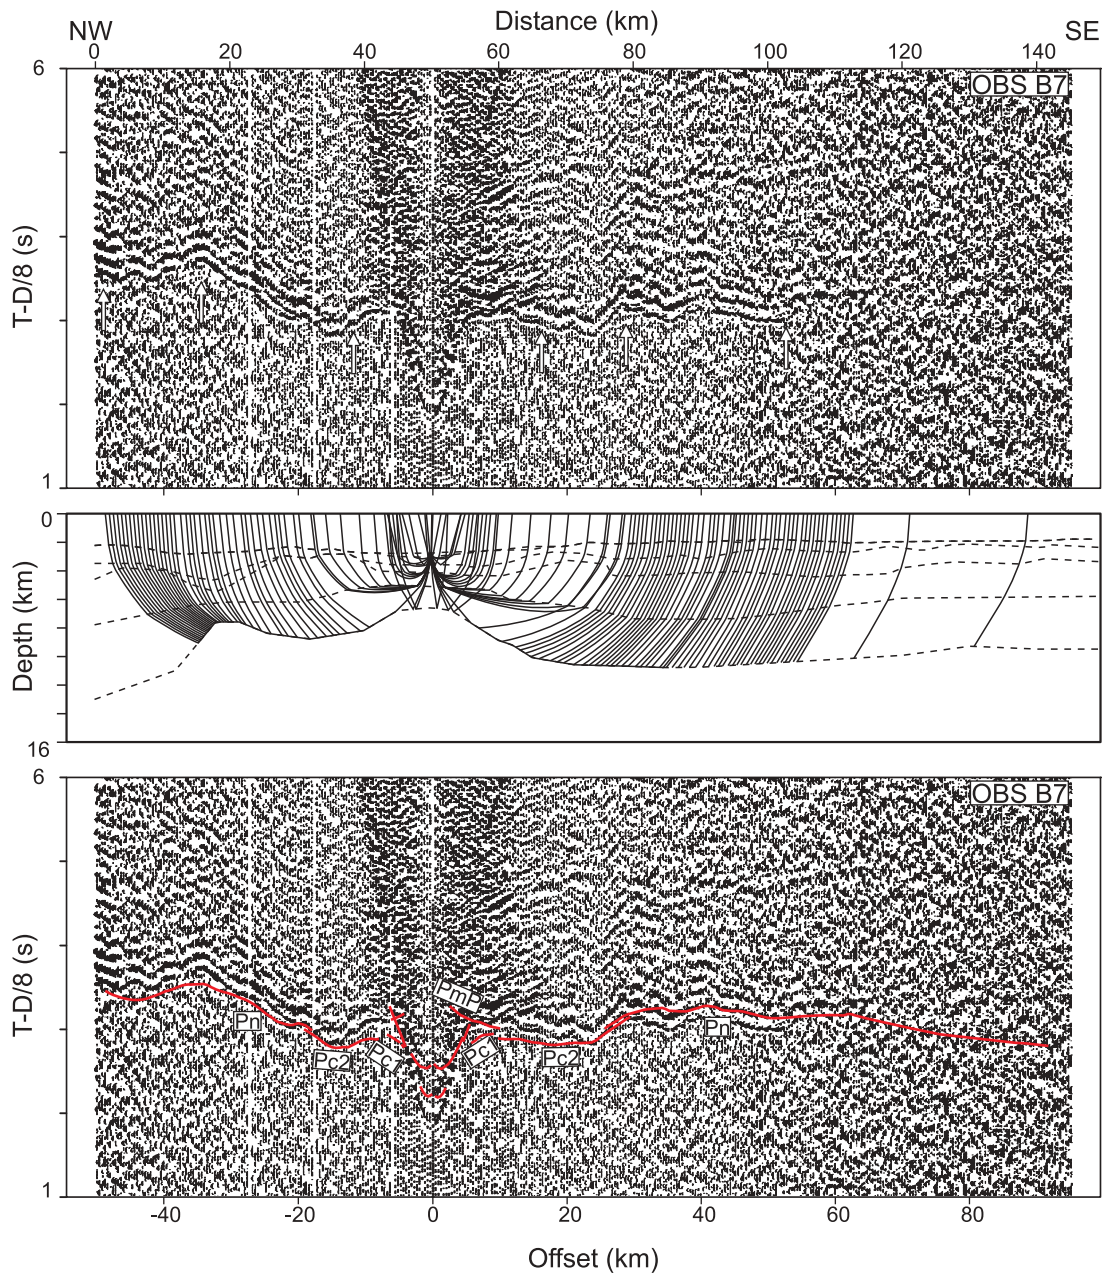 Distance (km)
NW
SE
0 20 40 60 80 100 120 140
6
OBS B7
T-D/8 (s)
1
0
Depth (km)
16
6
OBS B7
T-D/8 (s)
PmP
Pn
Pn
Pc2
Pc1
Pc1
Pc2
1
-40 -20 0 20 40 60 80
Offset (km)